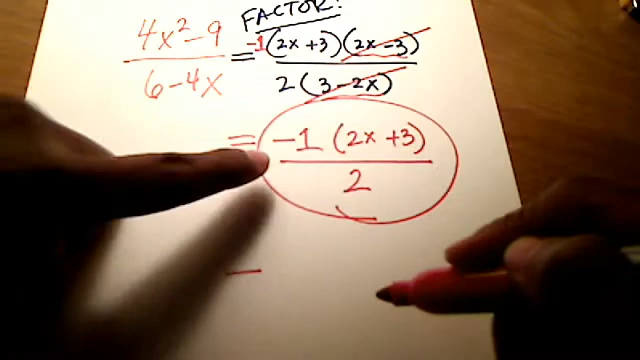 FACTOR!
4x² - 9 / 6 - 4x = -1 (2x + 3) (2x - 3) / 2 (3 - 2x)
= -1 (2x + 3) / 2